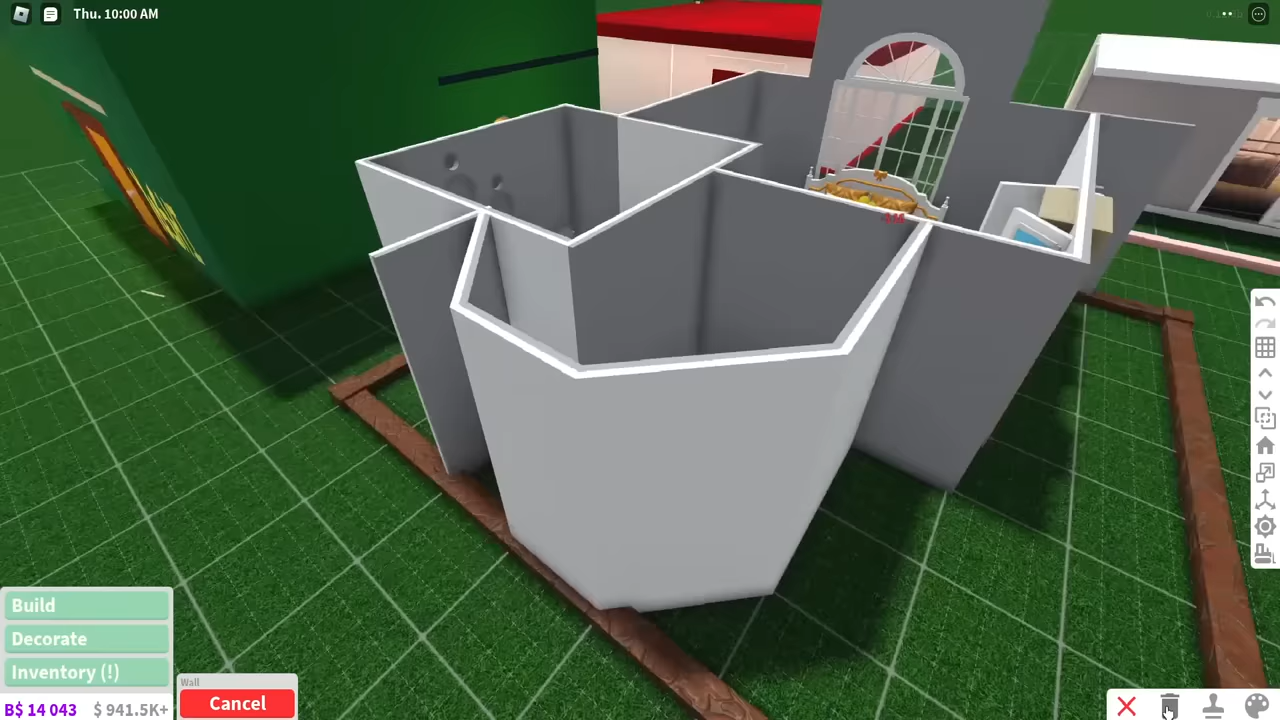 Thu. 10:00 AM
Build
Decorate
Inventory (!)
B$ 14 043 $ 941.5K+
Wall
Cancel